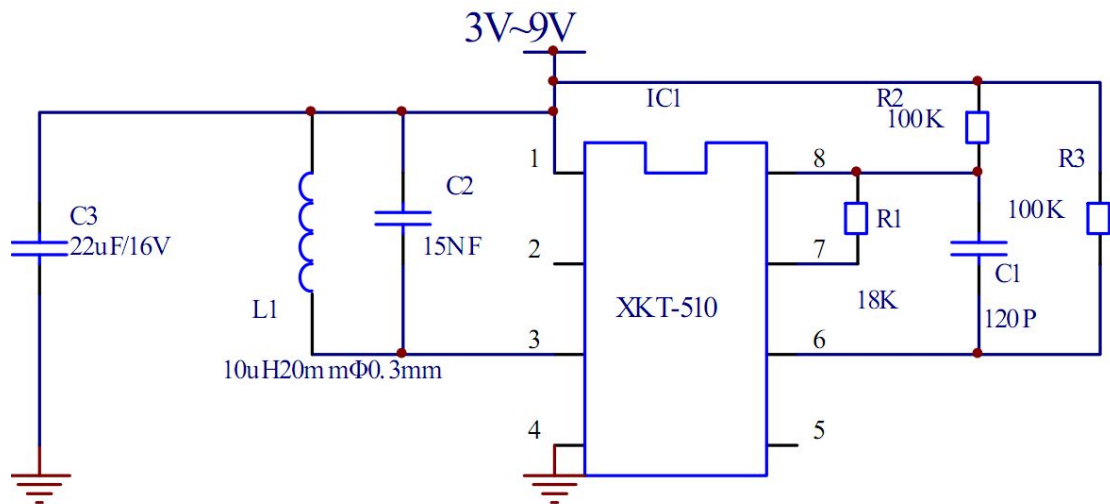 3V~9V
IC1
R2
100K
1
8
R3
C2
C3
22uF/16V
R1
100K
15NF
2
7
C1
L1
XKT-510
18K
120P
3
6
10uH20mmΦ0.3mm
4
5